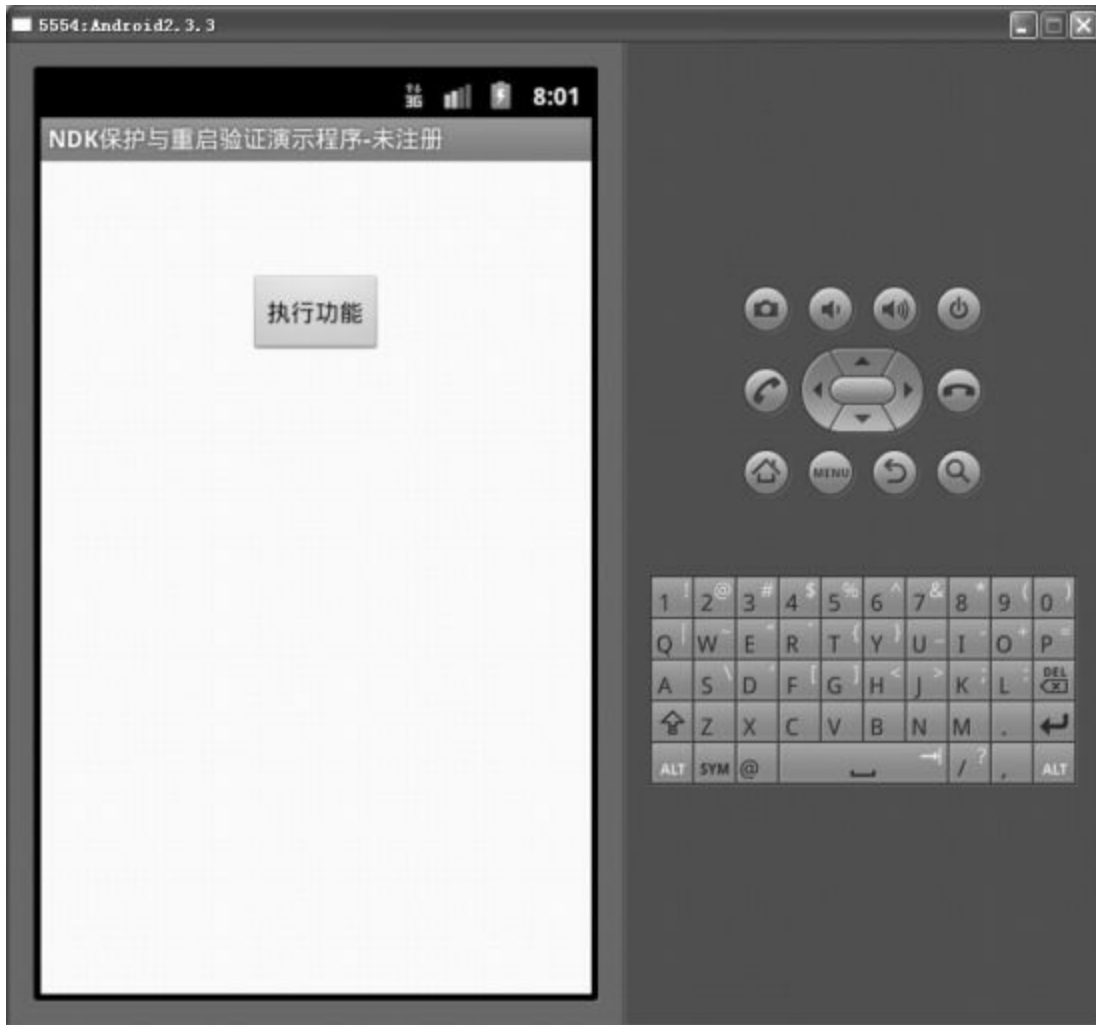 5554:Android2.3.3
3G 8:01
NDK保护与重启验证演示程序-未注册
执行功能
MENU
1 ! 2 @ 3 # 4 $ 5 % 6 ^ 7 & 8 * 9 ( 0 )
Q | W ~ E " R ` T { Y } U _ I - O + P =
A S \ D ' F [ G ] H < J > K ; L : DEL
Z X C V B N M .
ALT SYM @ / ? , ALT